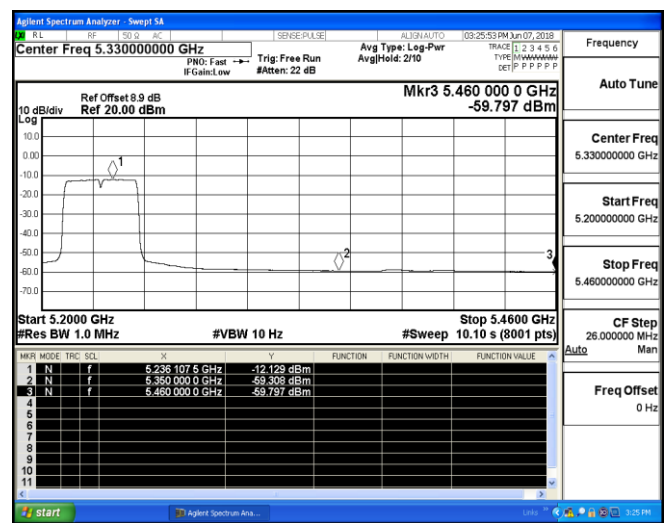 Agilent Spectrum Analyzer - Swept SA
RL RF 50 Ω AC SENSE:PULSE ALIGN AUTO 03:25:53 PM Jun 07, 2018
Center Freq 5.330000000 GHz
PNO: Fast
IFGain:Low
Trig: Free Run
#Atten: 22 dB
Avg Type: Log-Pwr
Avg|Hold: 2/10
TRACE 1 2 3 4 5 6
TYPE M W W W W W
DET P P P P P P
Mkr3 5.460 000 0 GHz
-59.797 dBm
10 dB/div
Log
Ref Offset 8.9 dB
Ref 20.00 dBm
10.0
0.00
-10.0
-20.0
-30.0
-40.0
-50.0
-60.0
-70.0
1
2
3
Start 5.2000 GHz Stop 5.4600 GHz
#Res BW 1.0 MHz #VBW 10 Hz #Sweep 10.10 s (8001 pts)
MKR MODE TRC SCL X Y FUNCTION FUNCTION WIDTH FUNCTION VALUE
1 N f 5.236 107 5 GHz -12.129 dBm
2 N f 5.350 000 0 GHz -59.308 dBm
3 N f 5.460 000 0 GHz -59.797 dBm
4
5
6
7
8
9
10
11
Frequency
Auto Tune
Center Freq
5.330000000 GHz
Start Freq
5.200000000 GHz
Stop Freq
5.460000000 GHz
CF Step
26.000000 MHz
Auto Man
Freq Offset
0 Hz
start Agilent Spectrum Ana... Links » 3:25 PM